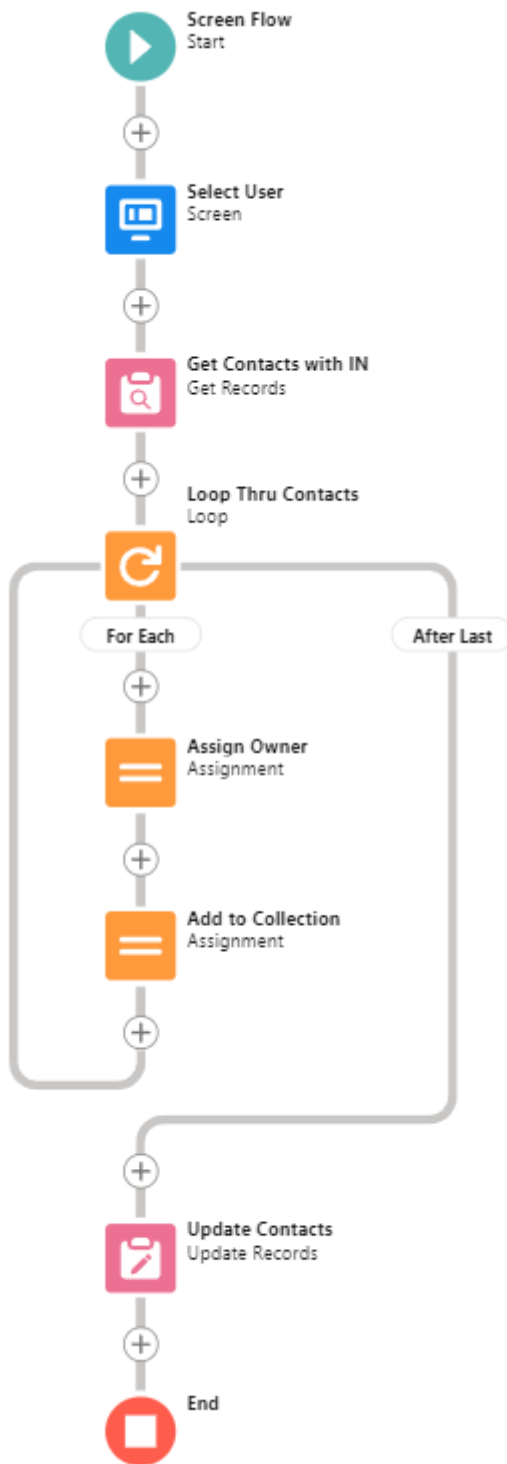 Screen Flow
Start
Select User
Screen
Get Contacts with IN
Get Records
Loop Thru Contacts
Loop
For Each
After Last
Assign Owner
Assignment
Add to Collection
Assignment
Update Contacts
Update Records
End